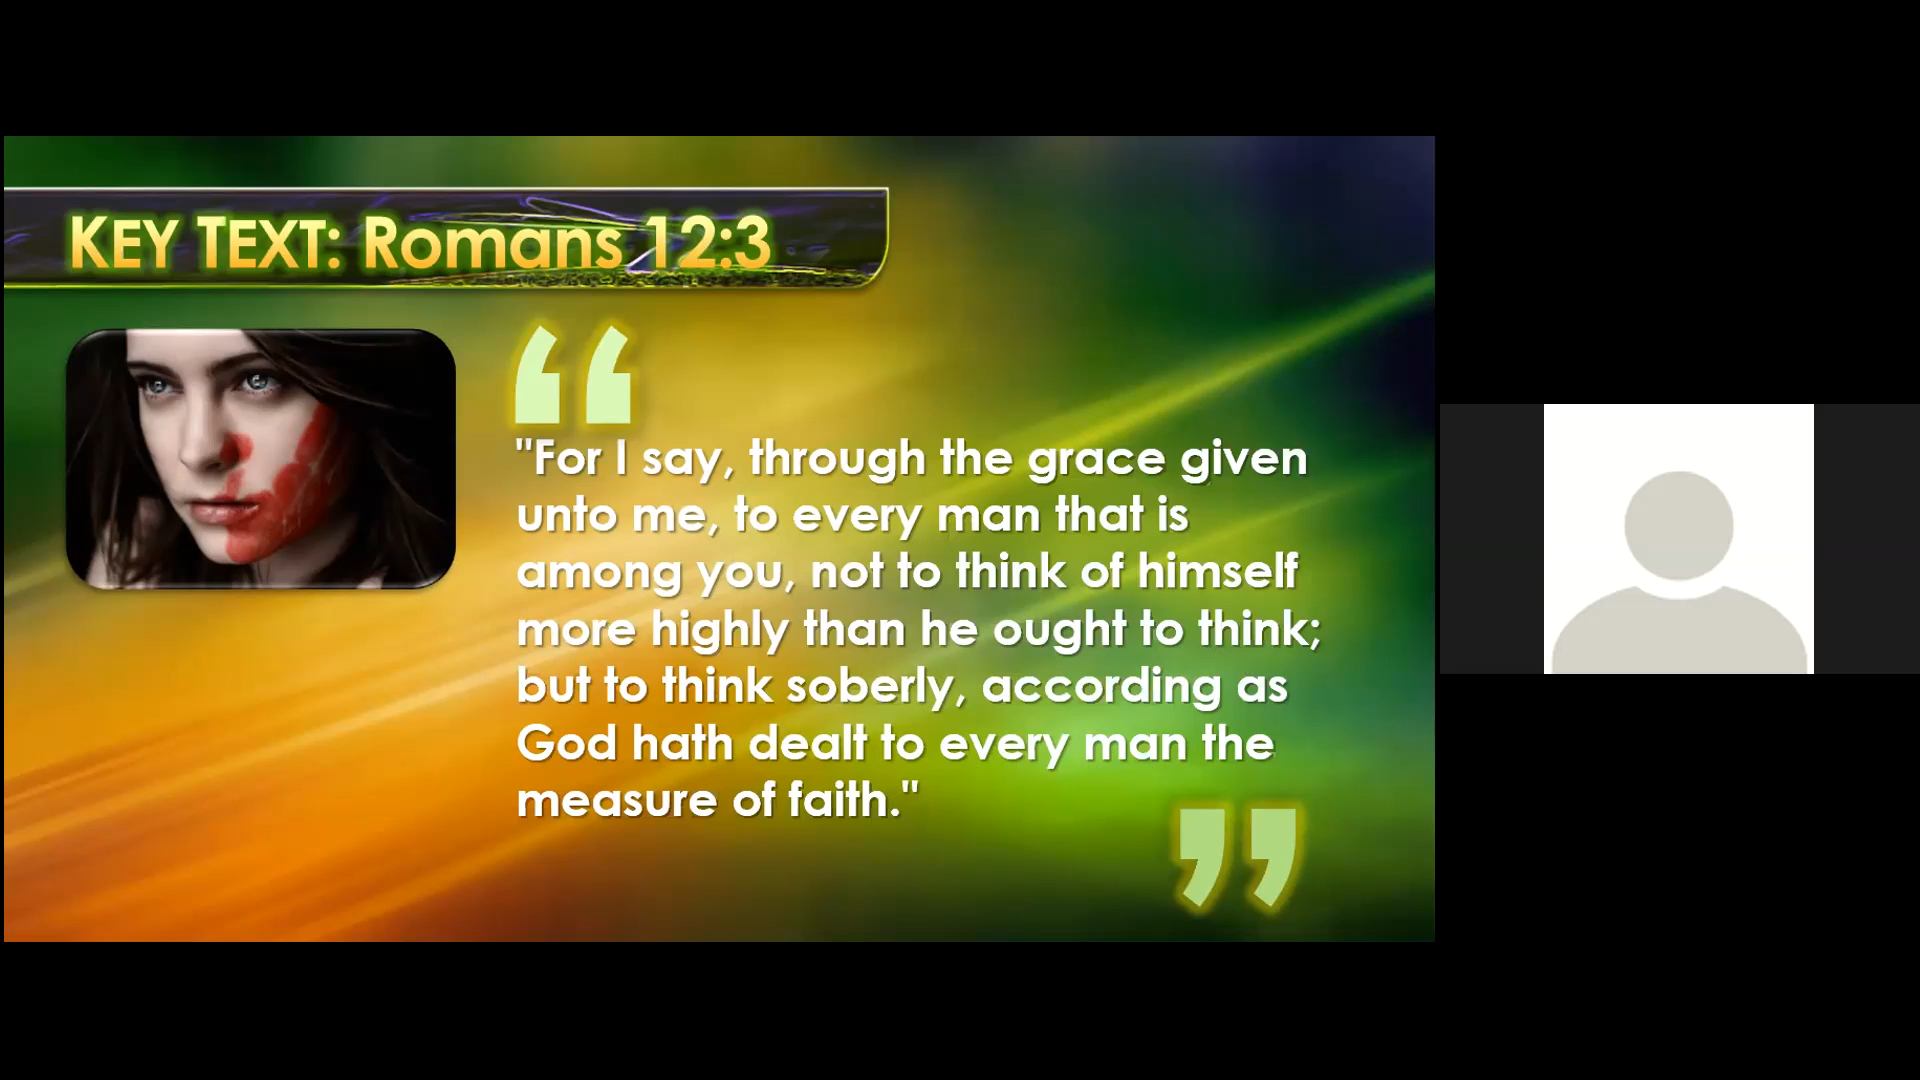 KEY TEXT: Romans 12:3
"For I say, through the grace given
unto me, to every man that is
among you, not to think of himself
more highly than he ought to think;
but to think soberly, according as
God hath dealt to every man the
measure of faith."